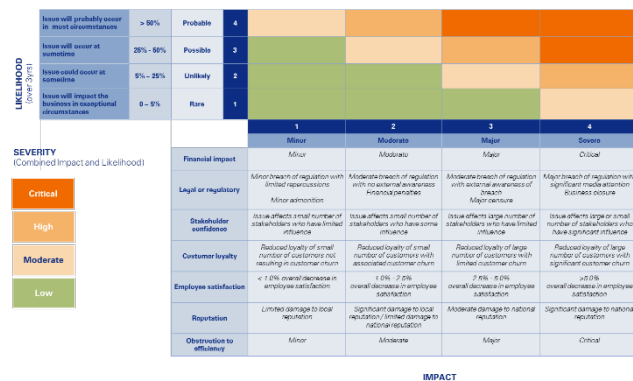 Issue will probably occur
in most circumstances
> 50%
Probable
4
Issue will occur at
sometime
25% - 50%
Possible
3
Issue could occur at
sometime
5% – 25%
Unlikely
2
Issue will impact the
business in exceptional
circumstances
0 – 5%
Rare
1
LIKELIHOOD
(over 3yrs)
1
2
3
4
Minor
Moderate
Major
Severe
SEVERITY
(Combined Impact and Likelihood)
Critical
High
Moderate
Low
Financial impact
Minor
Moderate
Major
Critical
Legal or regulatory
Minor breach of regulation with
limited repercussions
Minor admonition
Moderate breach of regulation
with no external awareness
Financial penalties
Moderate breach of regulation
with external awareness of
breach
Major censure
Major breach of regulation with
significant media attention
Business closure
Stakeholder
confidence
Issue affects small number of
stakeholders who have limited
influence
Issue affects small number of
stakeholders who have some
influence
Issue affects large number of
stakeholders who have limited
influence
Issue affects large or small
number of stakeholders who
have significant influence
Customer loyalty
Reduced loyalty of small
number of customers not
resulting in customer churn
Reduced loyalty of small
number of customers with
associated customer churn
Reduced loyalty of large
number of customers with
limited customer churn
Reduced loyalty of large
number of customers with
significant customer churn
Employee satisfaction
< 1.0% overall decrease in
employee satisfaction
1.0% - 2.5%
overall decrease in employee
satisfaction
2.5% - 5.0%
overall decrease in employee
satisfaction
>5.0%
overall decrease in employee
satisfaction
Reputation
Limited damage to local
reputation
Significant damage to local
reputation / limited damage to
national reputation
Moderate damage to national
reputation
Significant damage to national
reputation
Obstruction to
efficiency
Minor
Moderate
Major
Critical
IMPACT